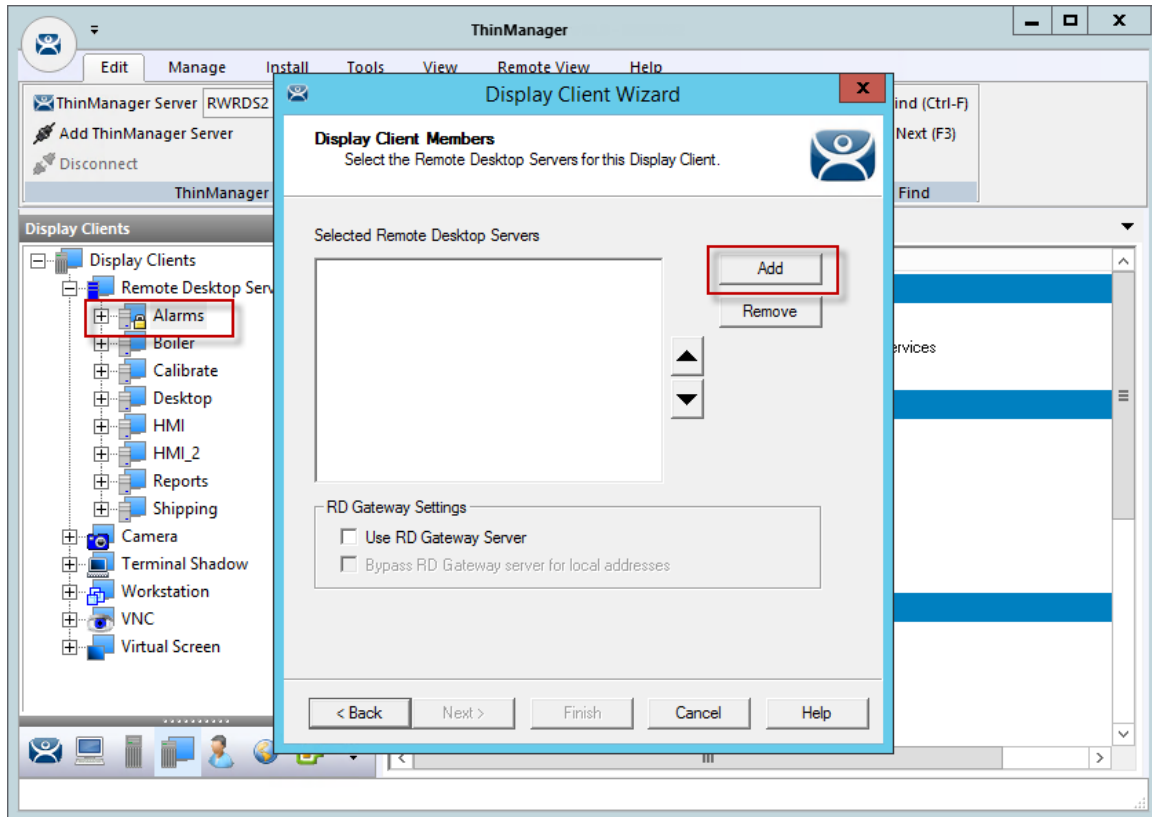 ThinManager
Edit Manage Install Tools View Remote View Help
ThinManager Server RWRDS2
Add ThinManager Server
Disconnect
ThinManager
ind (Ctrl-F)
Next (F3)
Find
Display Clients
Display Clients
Remote Desktop Serv
Alarms
Boiler
Calibrate
Desktop
HMI
HMI_2
Reports
Shipping
Camera
Terminal Shadow
Workstation
VNC
Virtual Screen
Display Client Wizard
X
Display Client Members
Select the Remote Desktop Servers for this Display Client.
Selected Remote Desktop Servers
Add
Remove
RD Gateway Settings
Use RD Gateway Server
Bypass RD Gateway server for local addresses
< Back Next > Finish Cancel Help
ervices